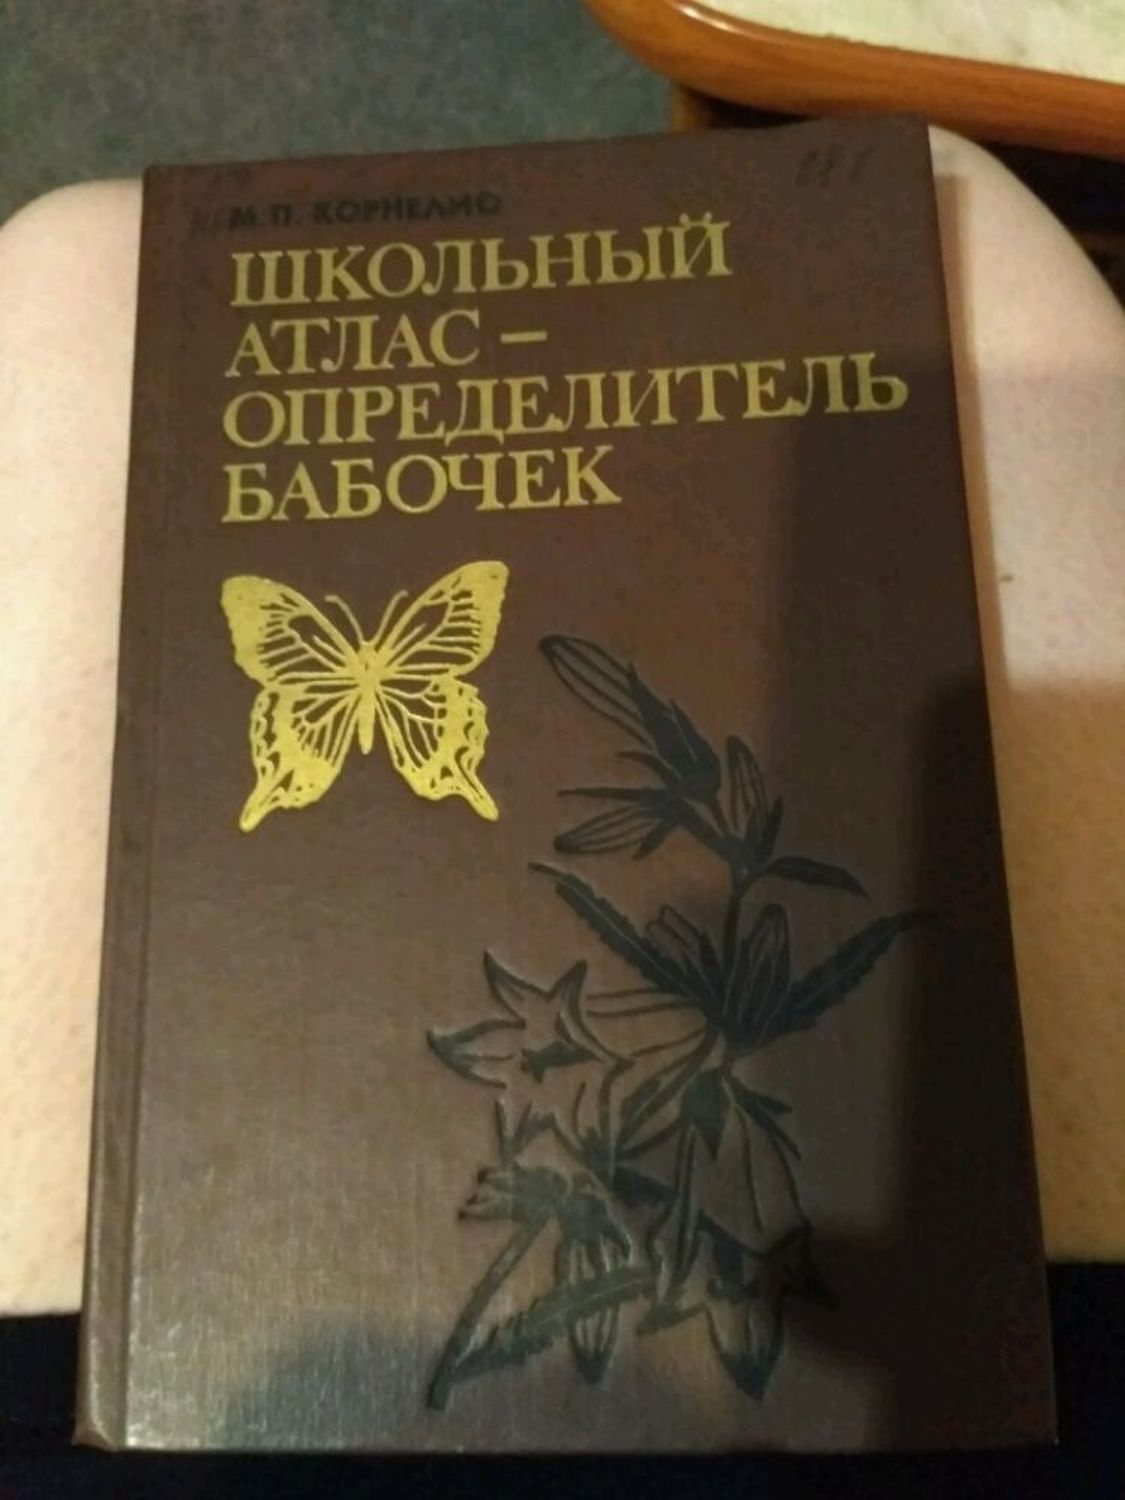 М.П. КОРНЕЛИО
ШКОЛЬНЫЙ
АТЛАС –
ОПРЕДЕЛИТЕЛЬ
БАБОЧЕК